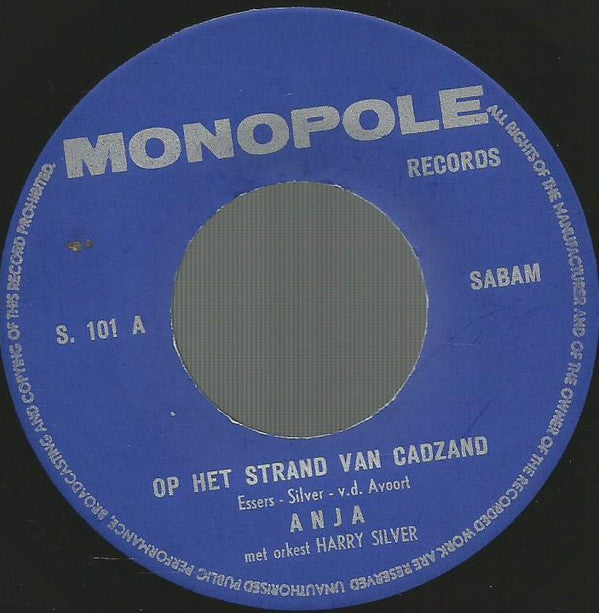 MONOPOLE
RECORDS
SABAM
S. 101 A
OP HET STRAND VAN CADZAND
Essers - Silver - v.d. Avoort
ANJA
met orkest HARRY SILVER
ALL RIGHTS OF THE MANUFACTURER AND OF THE OWNER OF THE RECORDED WORK ARE RESERVED UNAUTHORISED PUBLIC PERFORMANCE, BROADCASTING AND COPYING OF THIS RECORD PROHIBITED.